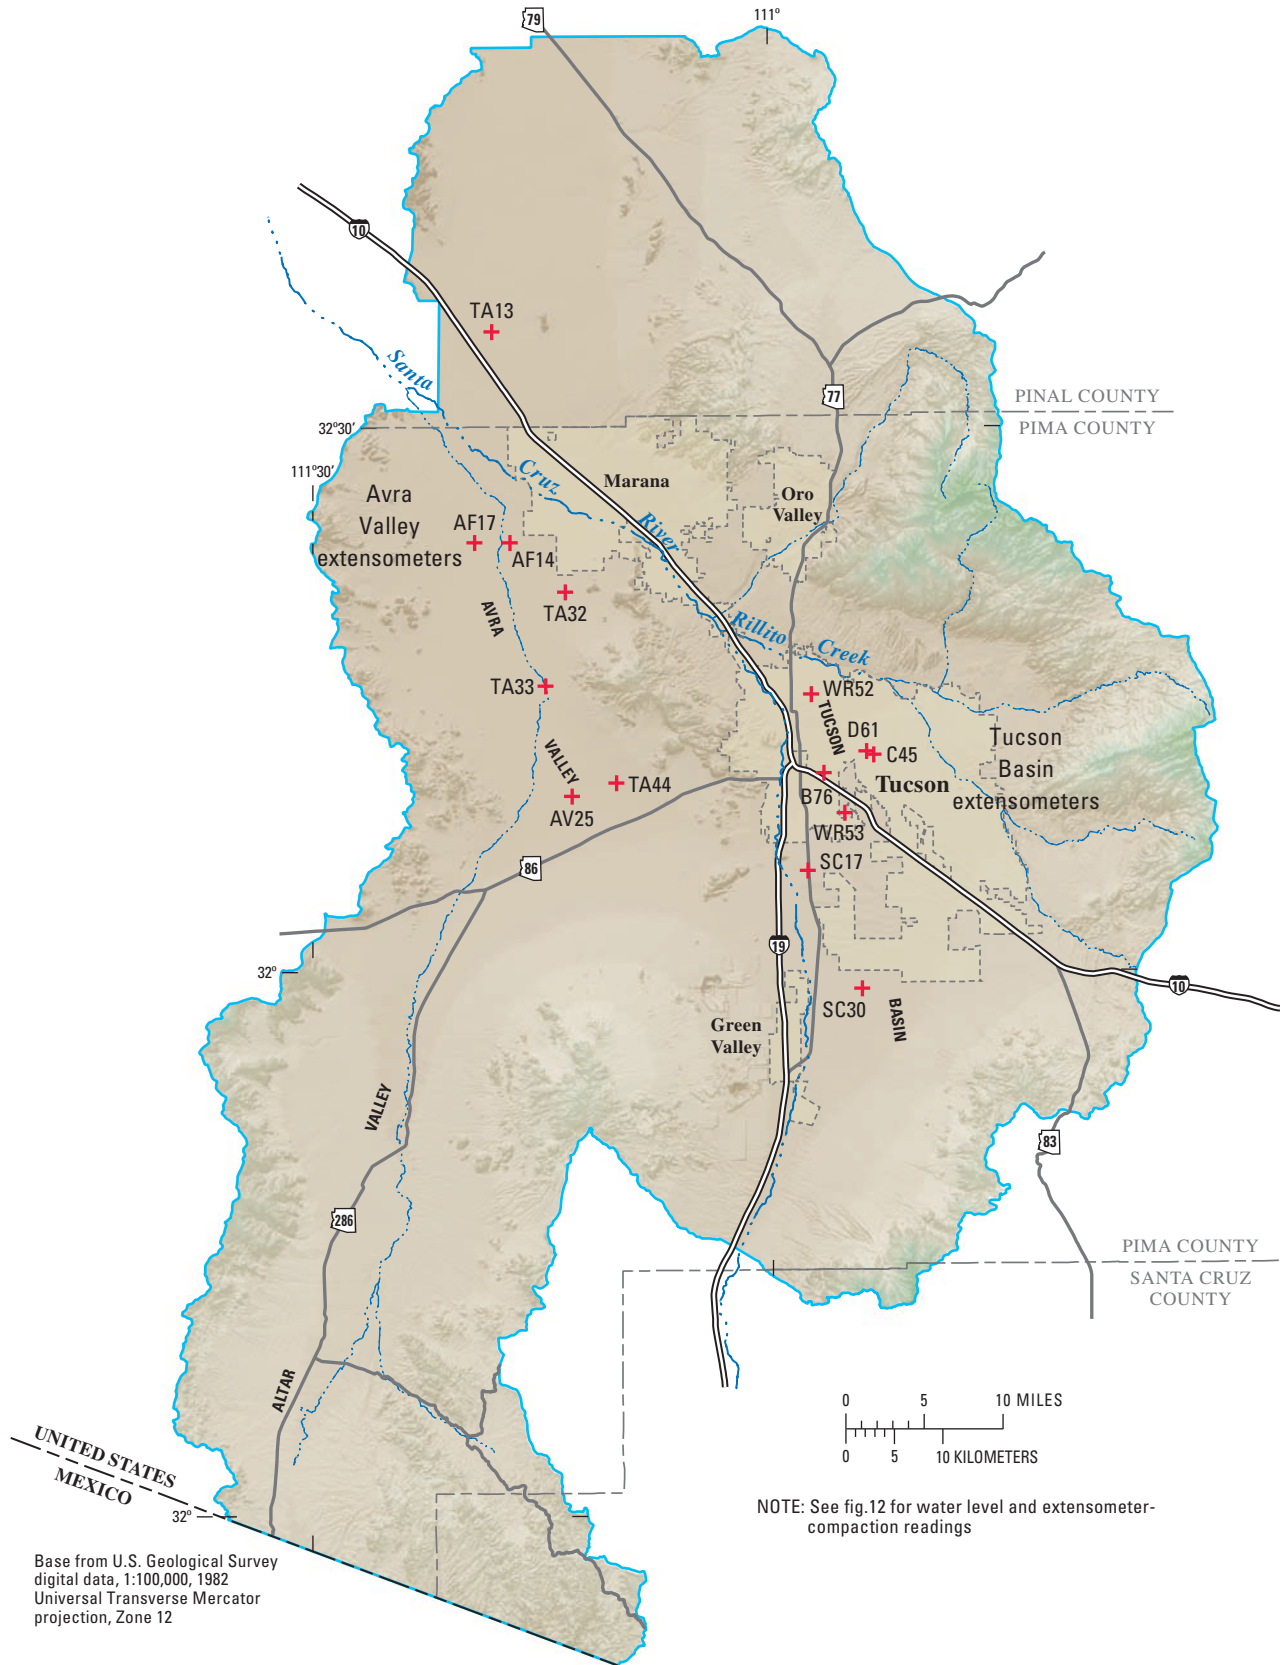 79
111°
10
TA13
Santa
77
PINAL COUNTY
PIMA COUNTY
32°30'
111°30'
Cruz
Marana
Oro
Valley
Avra
Valley
extensometers
AF17
AF14
River
TA32
AVRA
Rillito
Creek
TA33
WR52
TUCSON
D61
C45
Tucson
Basin
extensometers
VALLEY
TA44
AV25
B76
Tucson
WR53
SC17
86
19
32°
10
SC30
BASIN
Green
Valley
VALLEY
83
286
PIMA COUNTY
SANTA CRUZ
COUNTY
ALTAR
0 5 10 MILES
0 5 10 KILOMETERS
UNITED STATES
MEXICO
32°
NOTE: See fig.12 for water level and extensometer-
compaction readings
Base from U.S. Geological Survey
digital data, 1:100,000, 1982
Universal Transverse Mercator
projection, Zone 12